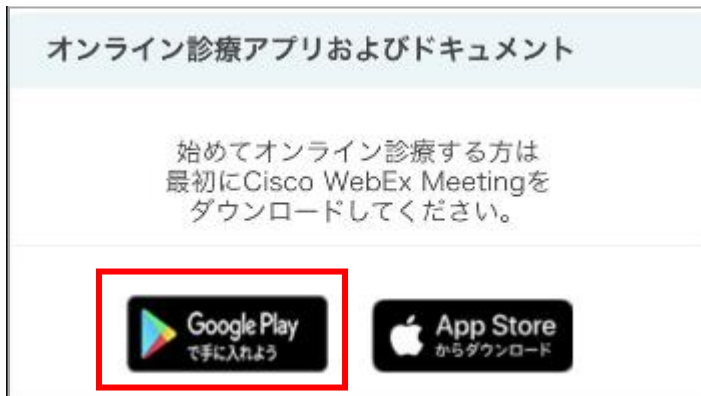 オンライン診療アプリおよびドキュメント
始めてオンライン診療する方は
最初にCisco WebEx Meetingを
ダウンロードしてください。
Google Play
で手に入れよう
App Store
からダウンロード